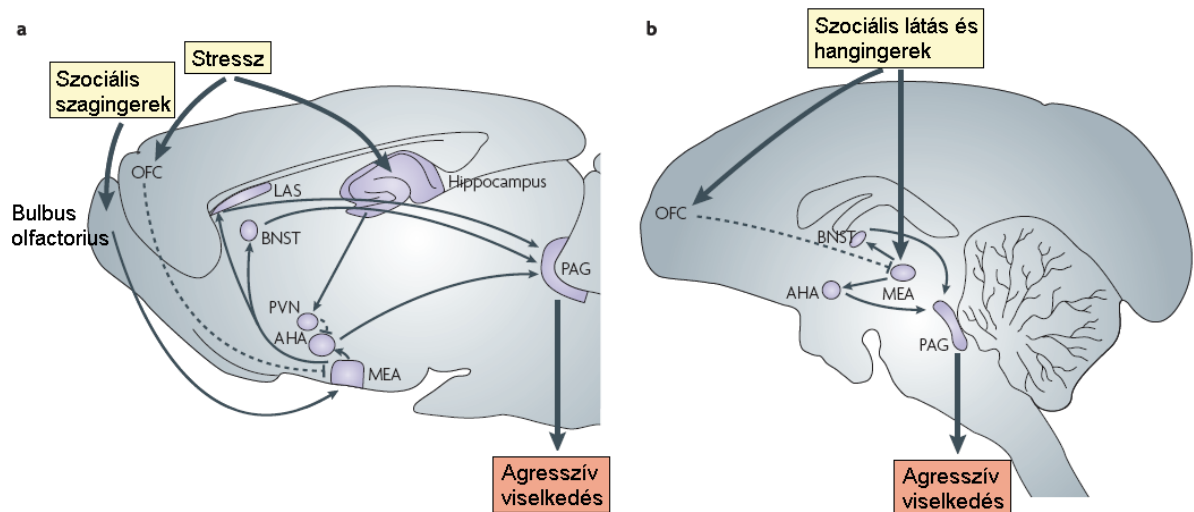 a
Stressz
Szociális
szagingerek
OFC
LAS
Hippocampus
Bulbus
olfactorius
BNST
PAG
PVN
AHA
MEA
Agresszív
viselkedés
b
Szociális látás és
hangingerek
OFC
BNST
AHA
MEA
PAG
Agresszív
viselkedés